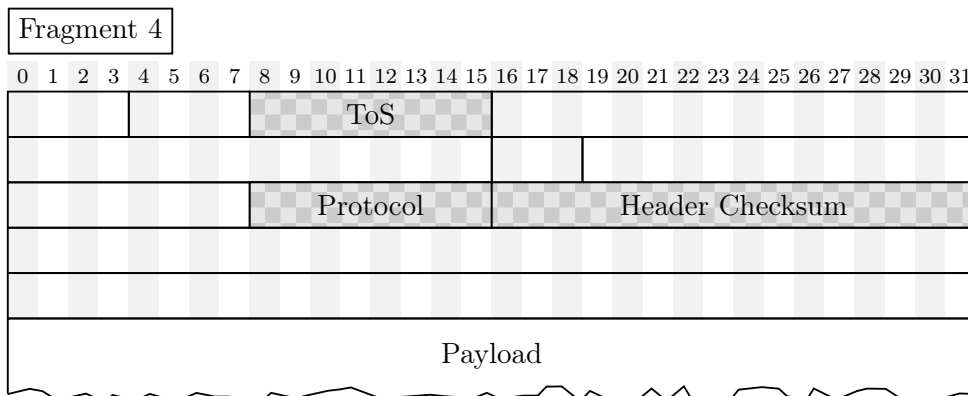 Fragment 4
0 1 2 3 4 5 6 7 8 9 10 11 12 13 14 15 16 17 18 19 20 21 22 23 24 25 26 27 28 29 30 31
ToS
Protocol Header Checksum
Payload